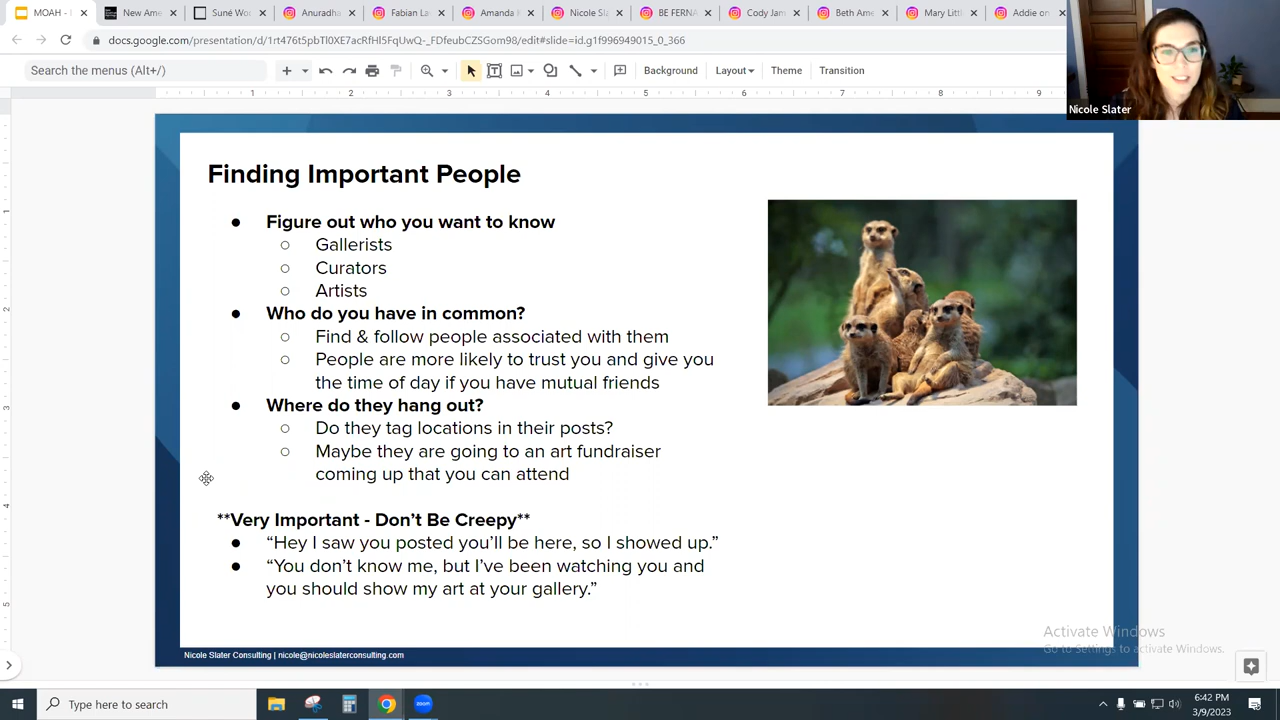 MOAH -
New Ame
Suné Wo
Anuradha
Fabian La
Amanda
Nicole Sla
BE FERNA
Cody Jam
Beth Ame
Mary Littl
Addie on
docs.google.com/presentation/d/1rt476t5pbTl0XE7acRfHl5FqUwQ-_FDfeubCZSGom98/edit#slide=id.g1f996949015_0_366
Search the menus (Alt+/)
Background
Layout
Theme
Transition
Nicole Slater
1 2 3 4 5 6 7 8 9
Finding Important People
● Figure out who you want to know
○ Gallerists
○ Curators
○ Artists
● Who do you have in common?
○ Find & follow people associated with them
○ People are more likely to trust you and give you
the time of day if you have mutual friends
● Where do they hang out?
○ Do they tag locations in their posts?
○ Maybe they are going to an art fundraiser
coming up that you can attend
**Very Important - Don’t Be Creepy**
● “Hey I saw you posted you’ll be here, so I showed up.”
● “You don’t know me, but I’ve been watching you and
you should show my art at your gallery.”
Nicole Slater Consulting | nicole@nicoleslaterconsulting.com
Activate Windows
Go to Settings to activate Windows.
Type here to search
zoom
6:42 PM
3/9/2023